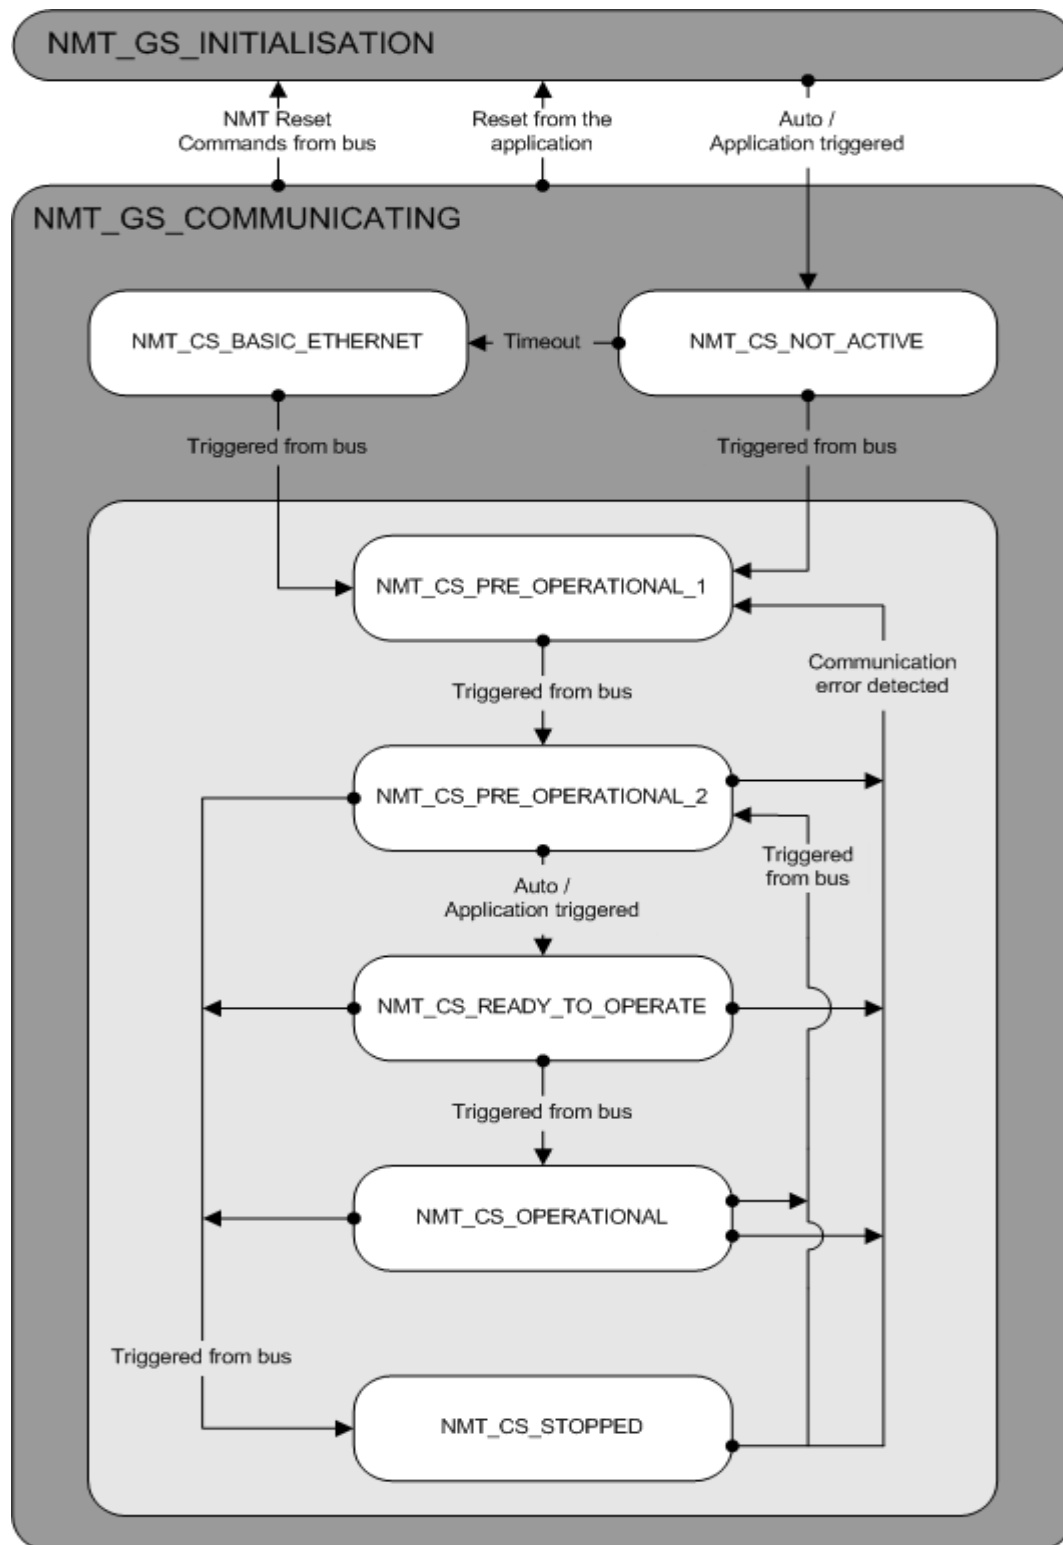 NMT_GS_INITIALISATION
NMT Reset
Commands from bus
Reset from the
application
Auto /
Application triggered
NMT_GS_COMMUNICATING
NMT_CS_BASIC_ETHERNET
Timeout
NMT_CS_NOT_ACTIVE
Triggered from bus
Triggered from bus
NMT_CS_PRE_OPERATIONAL_1
Communication
error detected
Triggered from bus
NMT_CS_PRE_OPERATIONAL_2
Triggered
from bus
Auto /
Application triggered
NMT_CS_READY_TO_OPERATE
Triggered from bus
NMT_CS_OPERATIONAL
Triggered from bus
NMT_CS_STOPPED